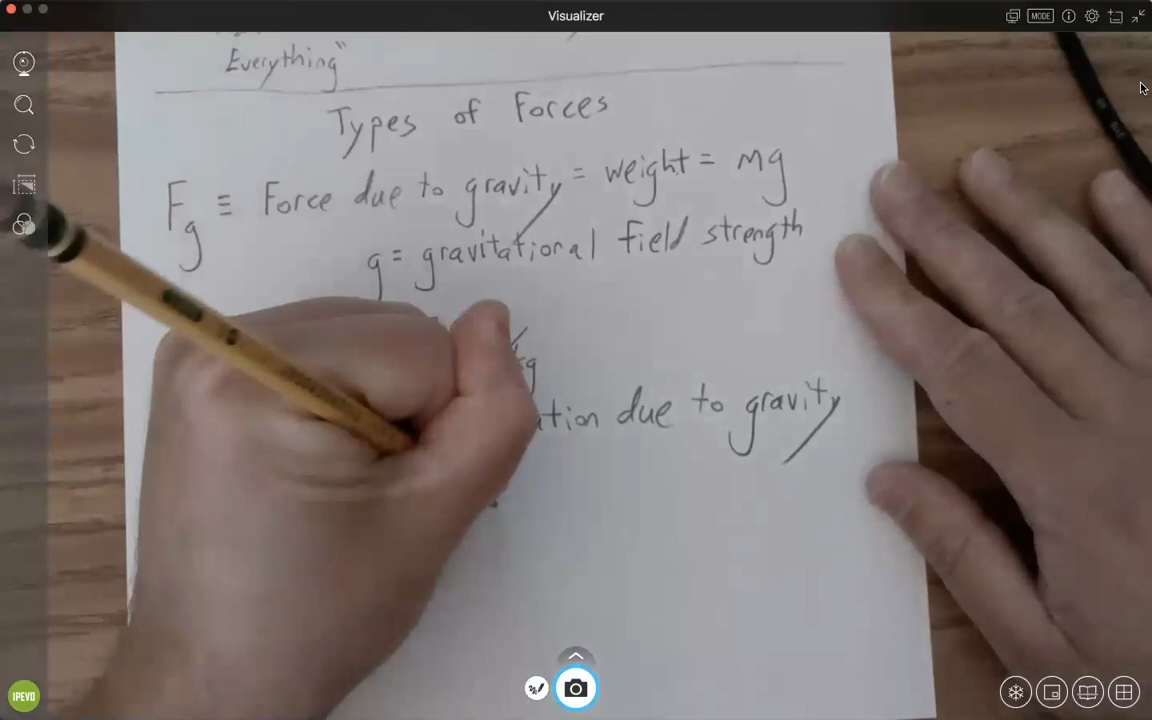 Visualizer
MODE
Everything"
Types of Forces
Fg ≡ Force due to gravity = weight = mg
g = gravitational field strength
due to gravity
IPEVO